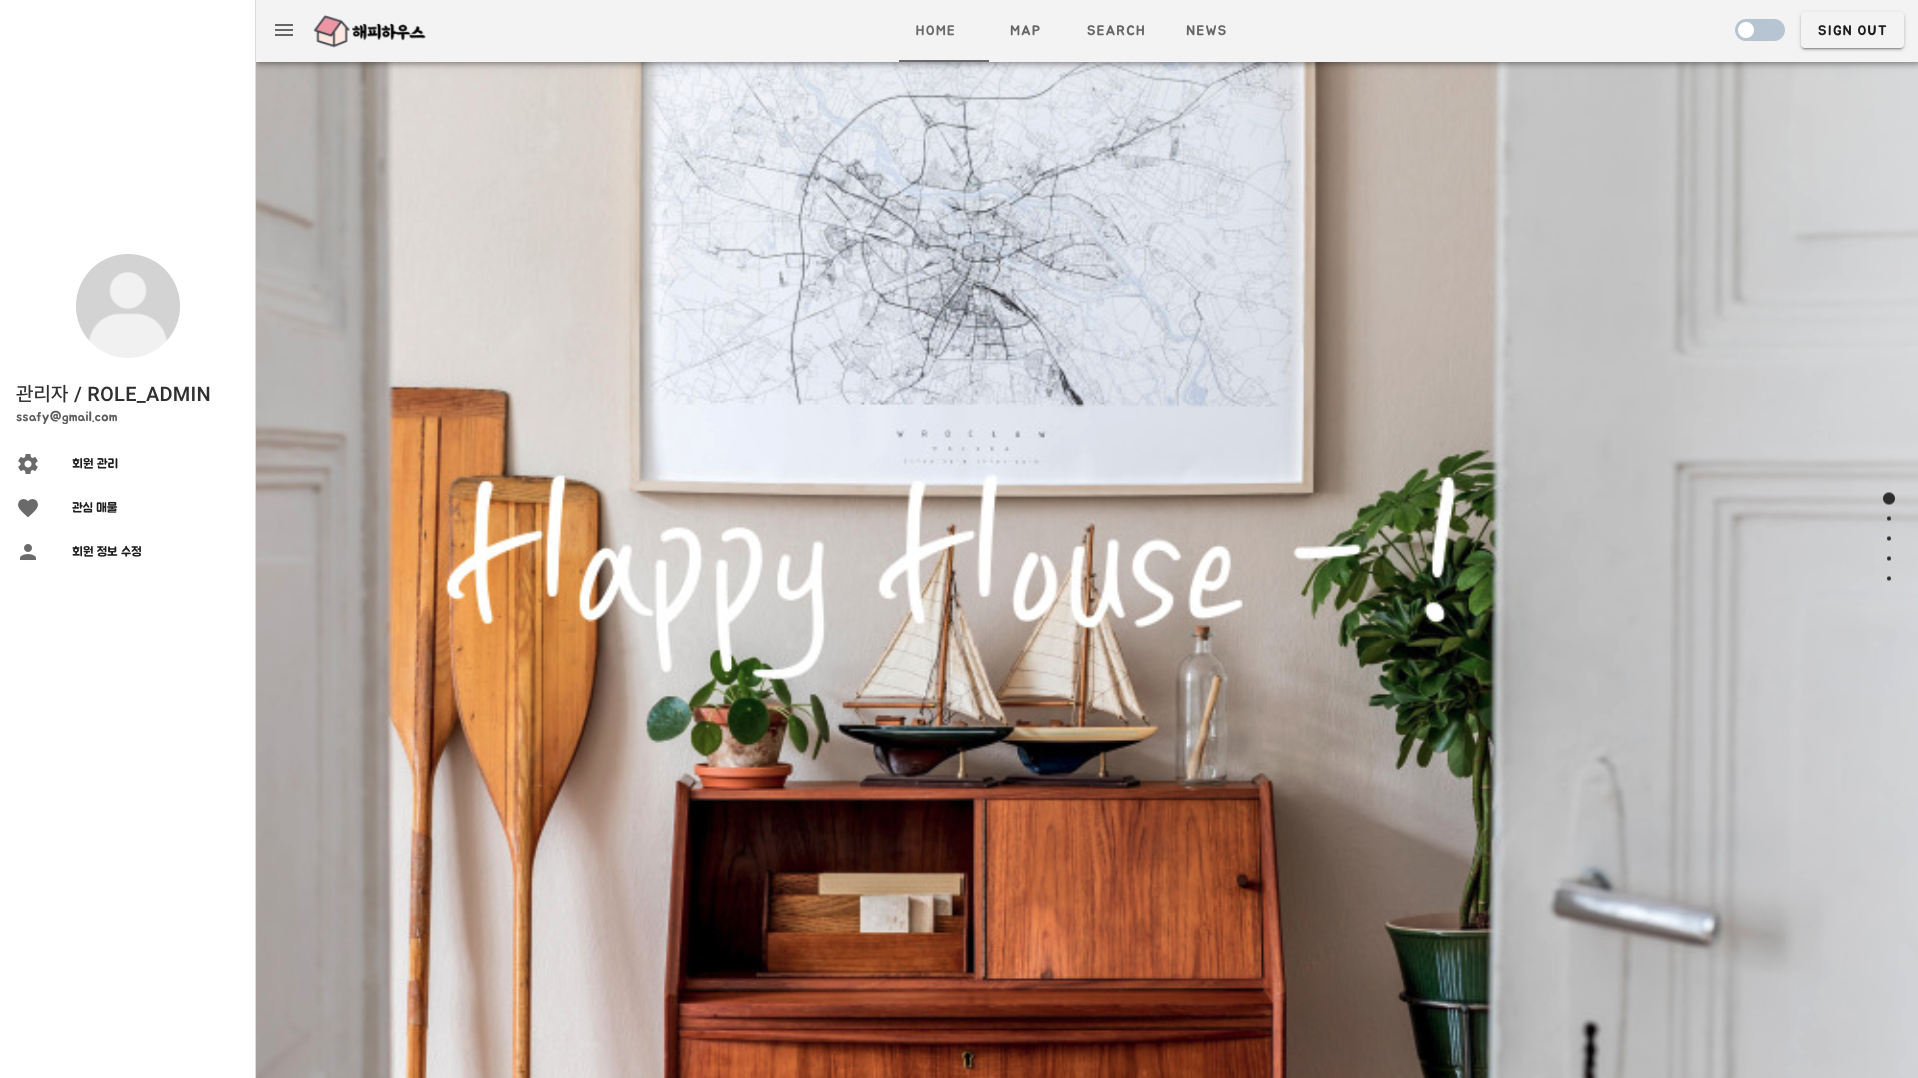 해피하우스
HOME
MAP
SEARCH
NEWS
SIGN OUT
관리자 / ROLE_ADMIN
ssafy@gmail.com
회원 관리
관심 매물
회원 정보 수정
W R O C Ł A W
Happy House - !